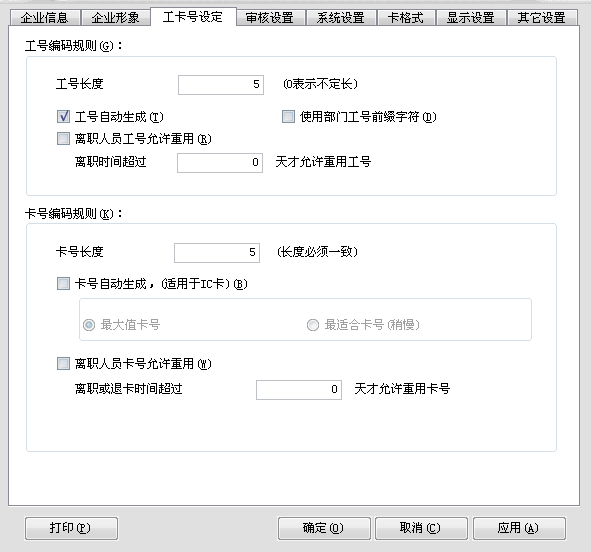 企业信息 企业形象 工卡号设定 审核设置 系统设置 卡格式 显示设置 其它设置
工号编码规则(G)：
工号长度 5 (0表示不定长)
工号自动生成(T) 使用部门工号前缀字符(D)
离职人员工号允许重用(R)
离职时间超过 0 天才允许重用工号
卡号编码规则(K)：
卡号长度 5 (长度必须一致)
卡号自动生成，(适用于IC卡)(B)
最大值卡号 最适合卡号(稍慢)
离职人员卡号允许重用(W)
离职或退卡时间超过 0 天才允许重用卡号
打印(P) 确定(O) 取消(C) 应用(A)